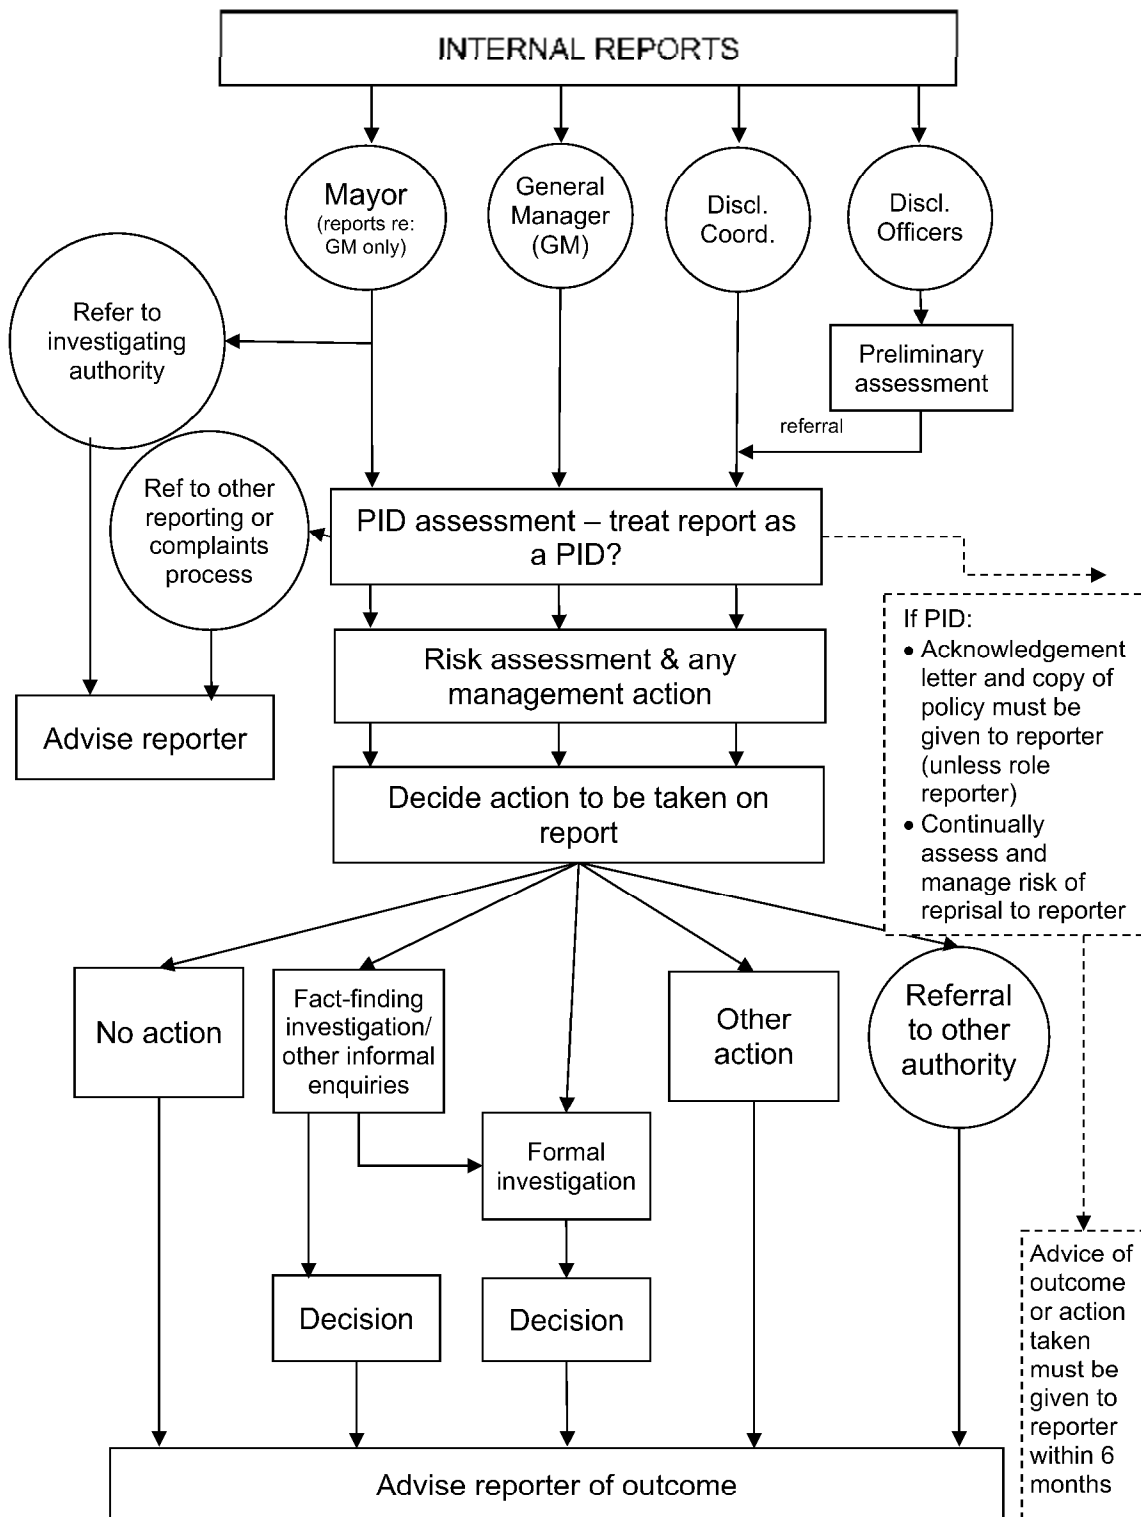 INTERNAL REPORTS
Mayor
(reports re:
GM only)
General
Manager
(GM)
Discl.
Coord.
Discl.
Officers
Refer to
investigating
authority
Preliminary
assessment
referral
Ref to other
reporting or
complaints
process
PID assessment – treat report as
a PID?
If PID:
• Acknowledgement
letter and copy of
policy must be
given to reporter
(unless role
reporter)
• Continually
assess and
manage risk of
reprisal to reporter
Risk assessment & any
management action
Advise reporter
Decide action to be taken on
report
No action
Fact-finding
investigation/
other informal
enquiries
Other
action
Referral
to other
authority
Formal
investigation
Decision
Decision
Advice of
outcome
or action
taken
must be
given to
reporter
within 6
months
Advise reporter of outcome